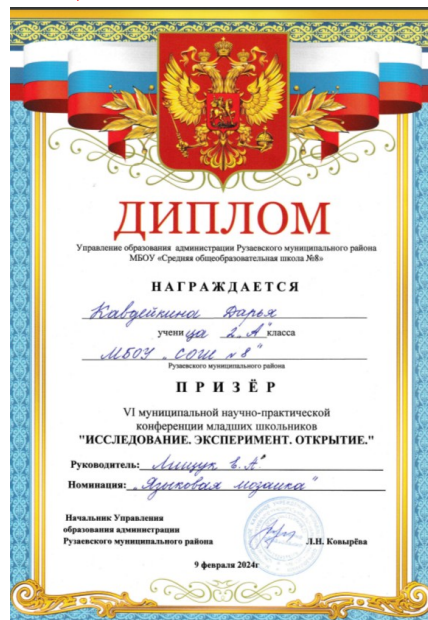 ДИПЛОМ
Управление образования администрации Рузаевского муниципального района
МБОУ «Средняя общеобразовательная школа №8»
НАГРАЖДАЕТСЯ
Кавдейкина Дарья
учени ца 2 „А" класса
МБОУ „СОШ №8"
Рузаевского муниципального района
ПРИЗЁР
VI муниципальной научно-практической
конференции младших школьников
"ИССЛЕДОВАНИЕ. ЭКСПЕРИМЕНТ. ОТКРЫТИЕ."
Руководитель: Лищук Е.А.
Номинация: „Языковая мозаика"
Начальник Управления
образования администрации
Рузаевского муниципального района
Л.Н. Ковырёва
9 февраля 2024г